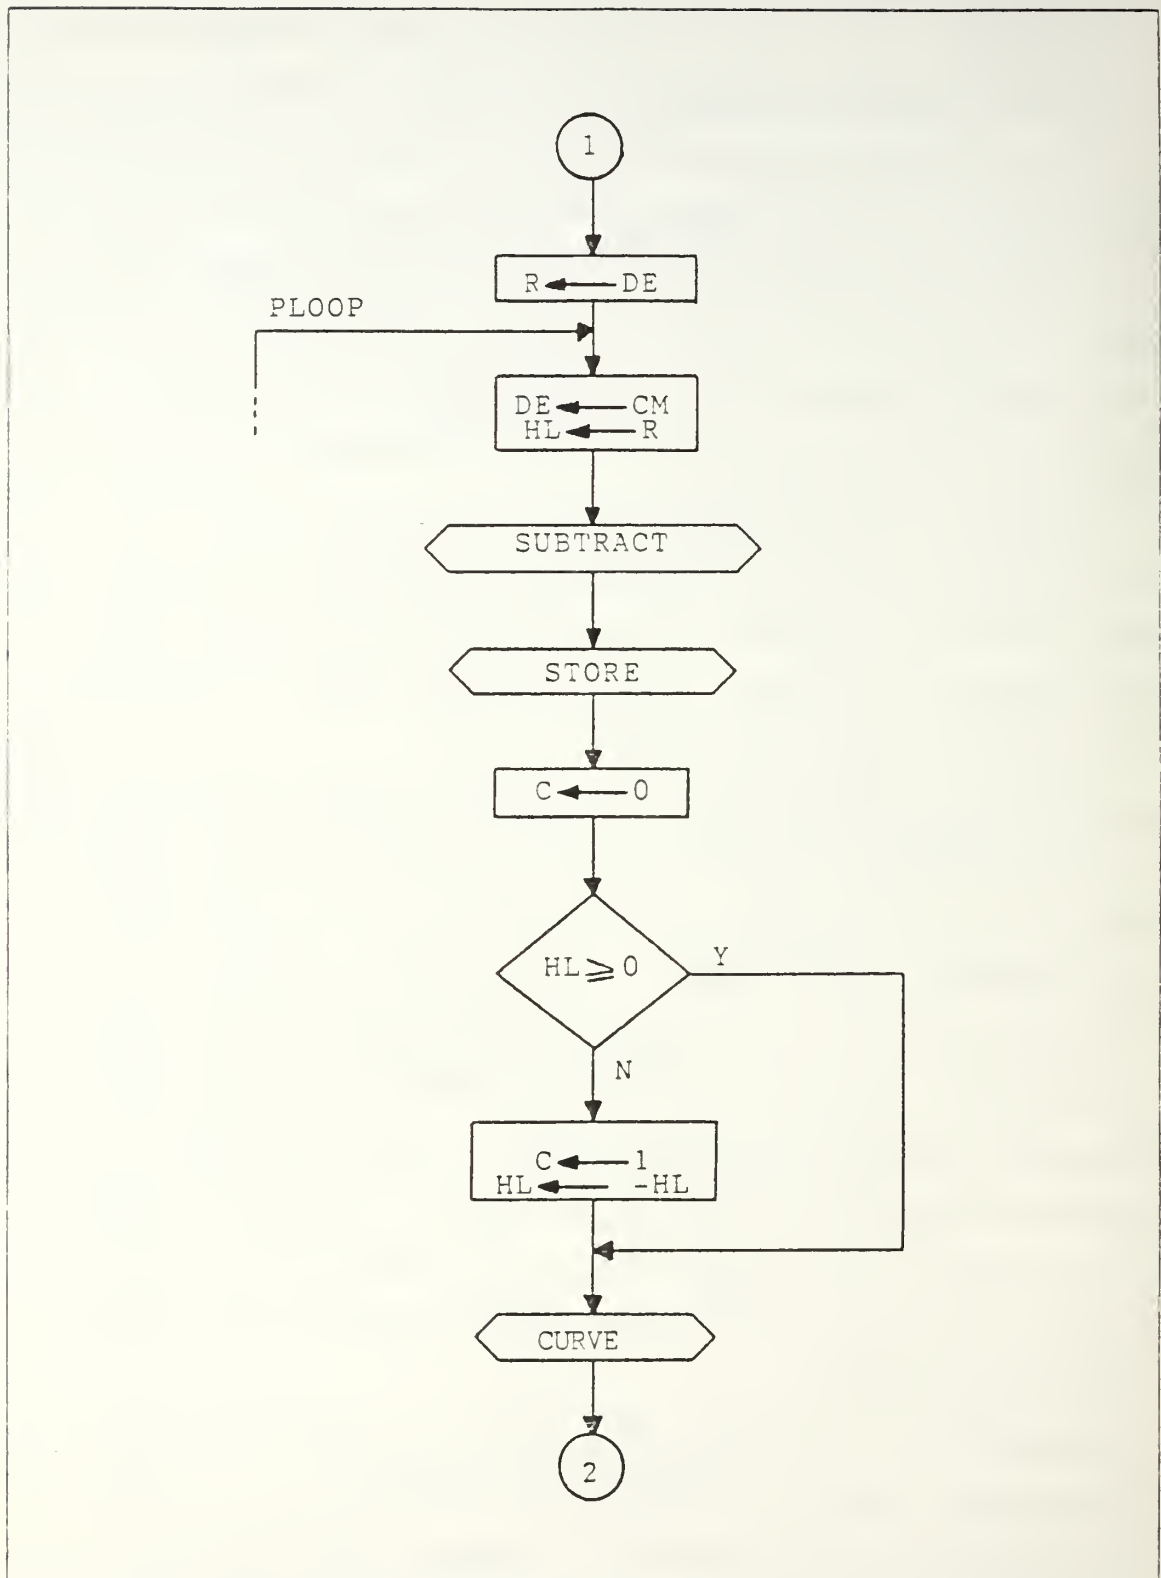 1
R ← DE
PLOOP
DE ← CM
HL ← R
SUBTRACT
STORE
C ← 0
HL ≥ 0
Y
N
C ← 1
HL ← -HL
CURVE
2